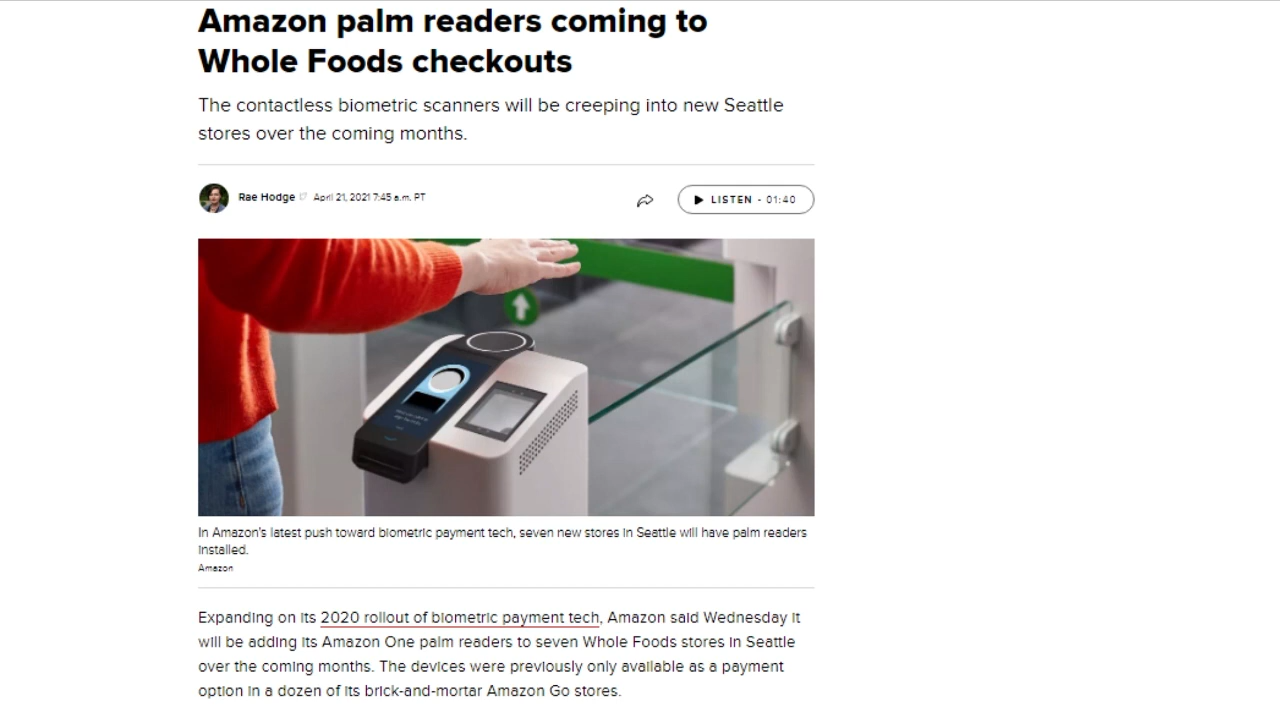 Amazon palm readers coming to
Whole Foods checkouts
The contactless biometric scanners will be creeping into new Seattle
stores over the coming months.
Rae Hodge April 21, 2021 7:45 a.m. PT
LISTEN - 01:40
In Amazon's latest push toward biometric payment tech, seven new stores in Seattle will have palm readers
installed.
Amazon
Expanding on its 2020 rollout of biometric payment tech, Amazon said Wednesday it
will be adding its Amazon One palm readers to seven Whole Foods stores in Seattle
over the coming months. The devices were previously only available as a payment
option in a dozen of its brick-and-mortar Amazon Go stores.